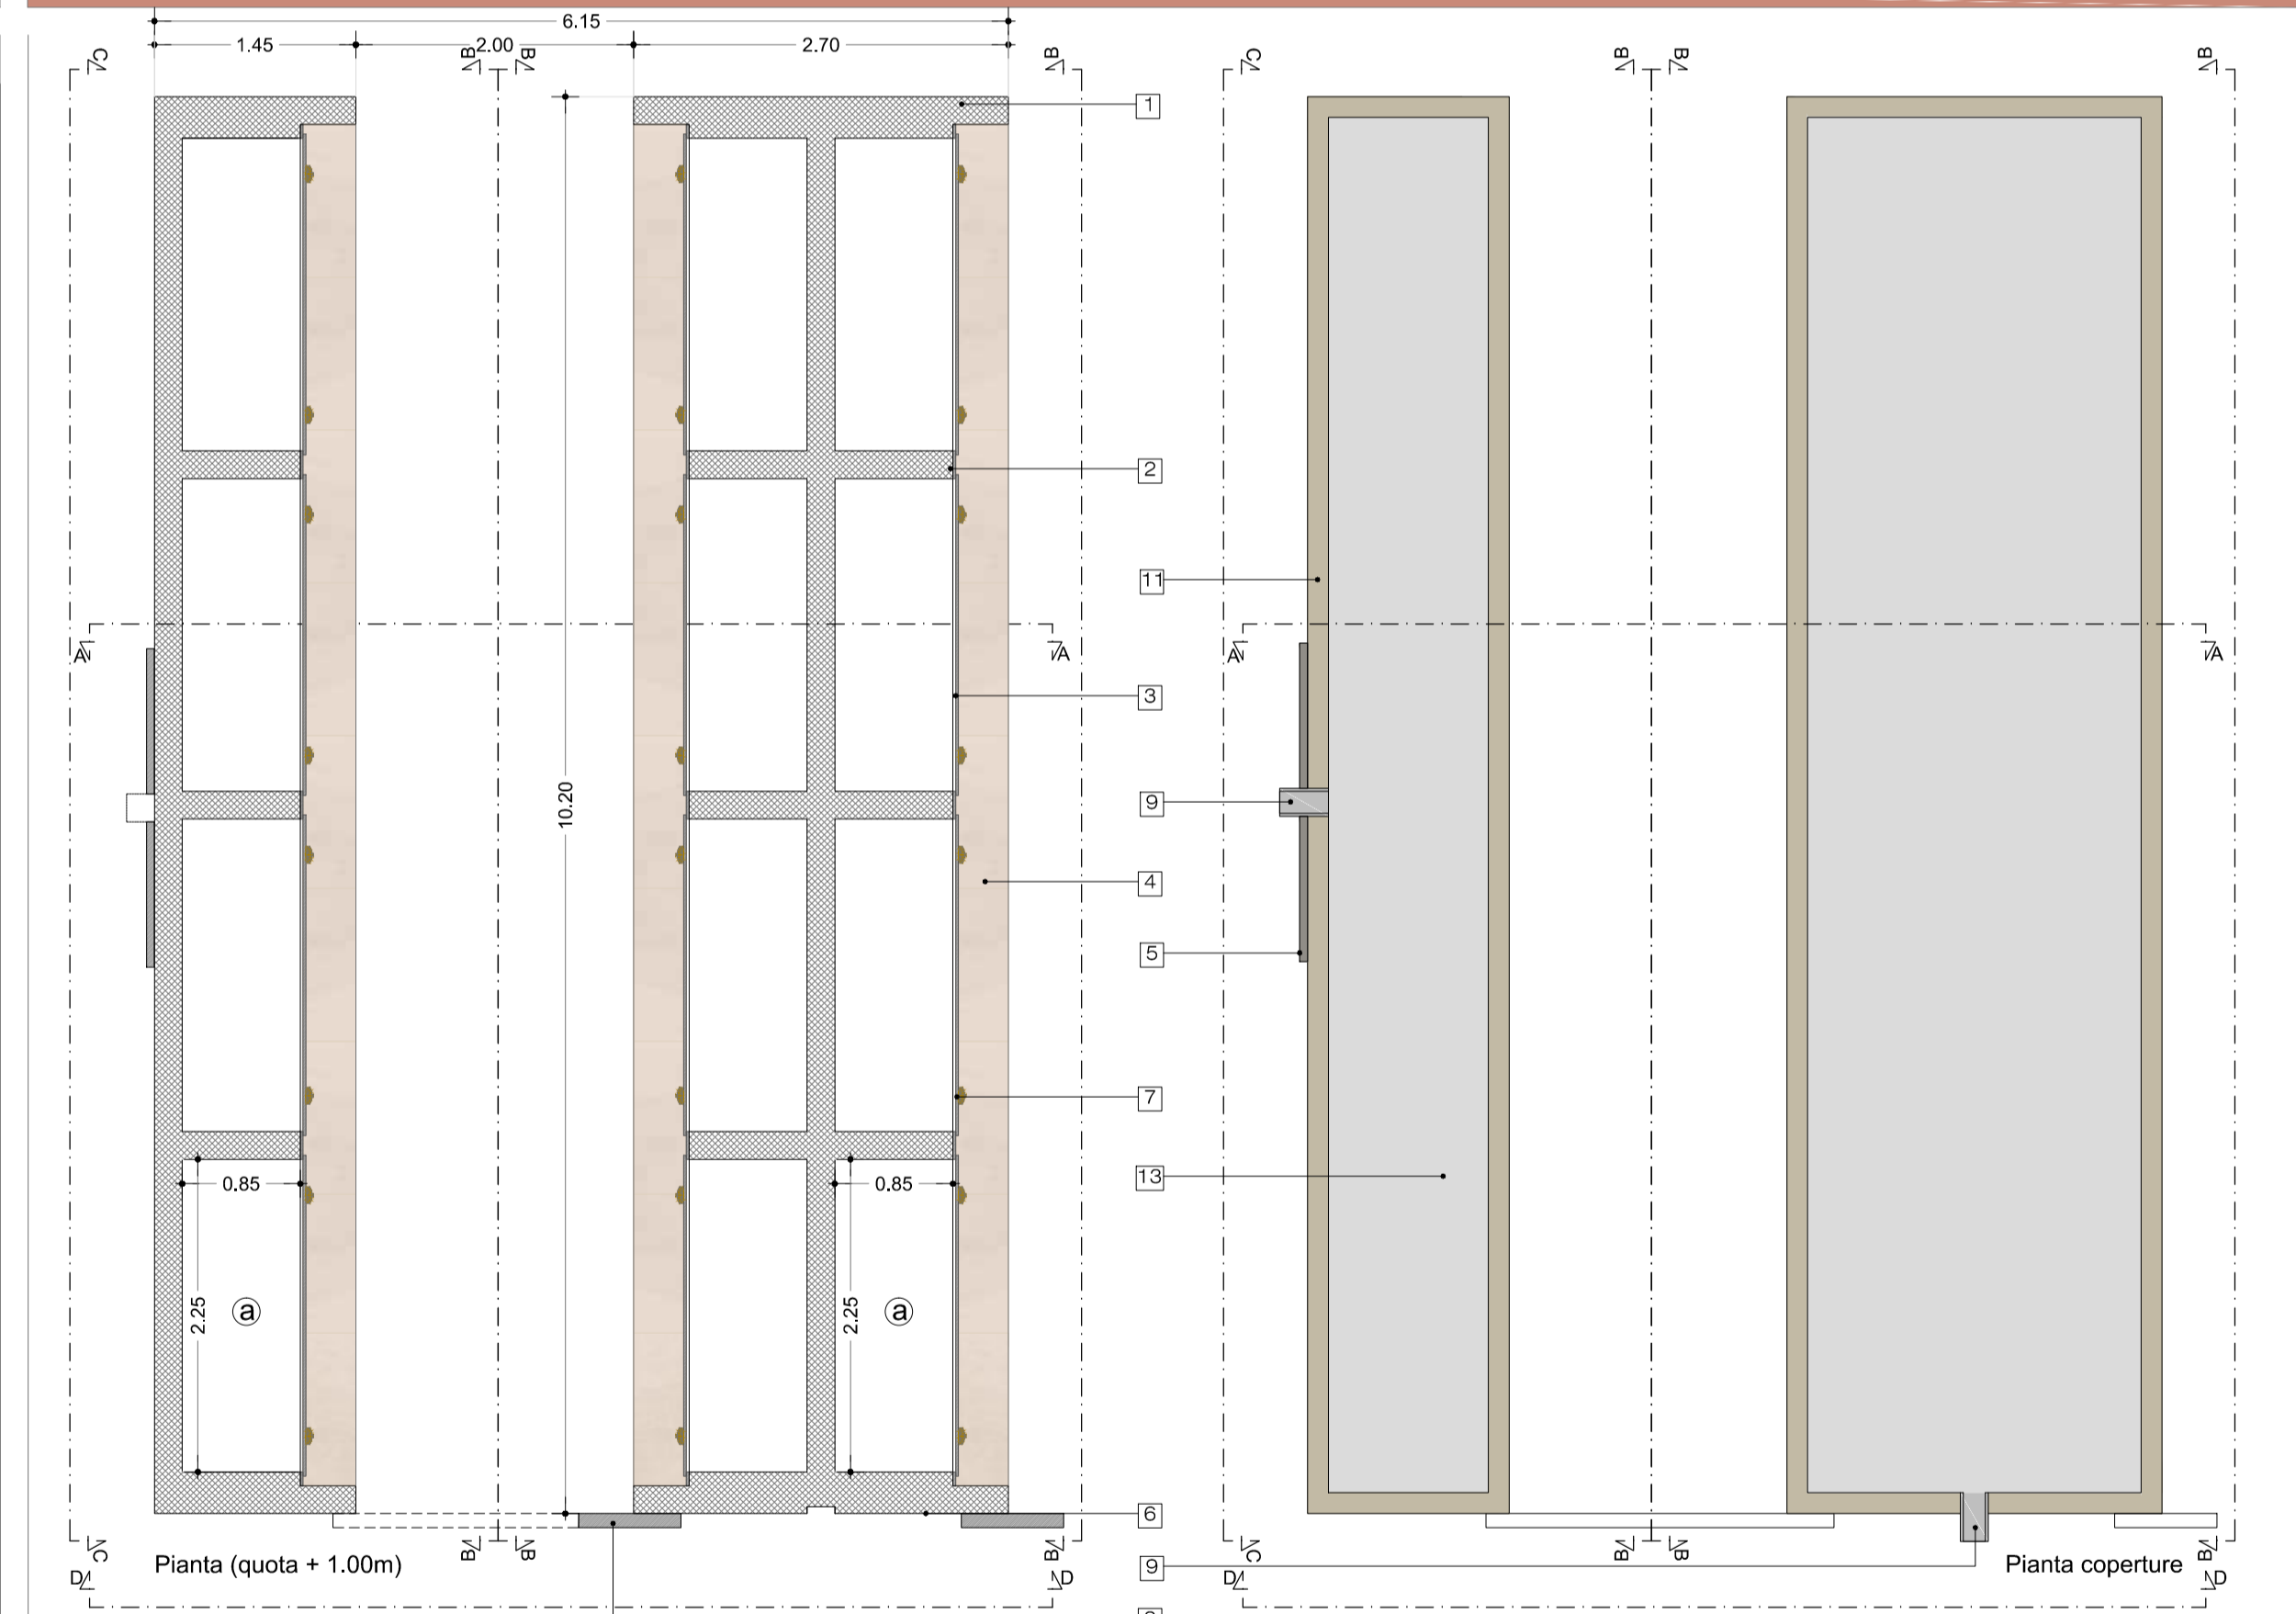 6.15
1.45 2.00 2.70
C B B B C B B B
1
2
11
A A A A
3
10.20
9
4
5
7
0.85 0.85
13
2.25 a 2.25 a
6
C B B B C B B B
Pianta (quota + 1.00m) 9 Pianta coperture
D D D D